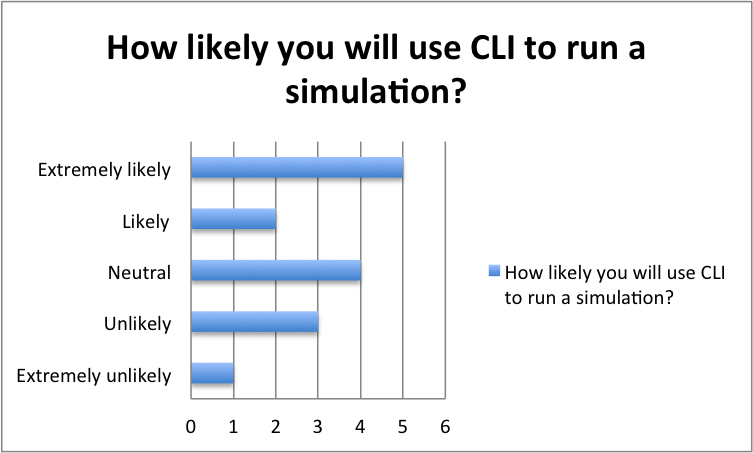 How likely you will use CLI to run a
simulation?
Extremely likely
Likely
Neutral
Unlikely
Extremely unlikely
0 1 2 3 4 5 6
How likely you will use CLI
to run a simulation?